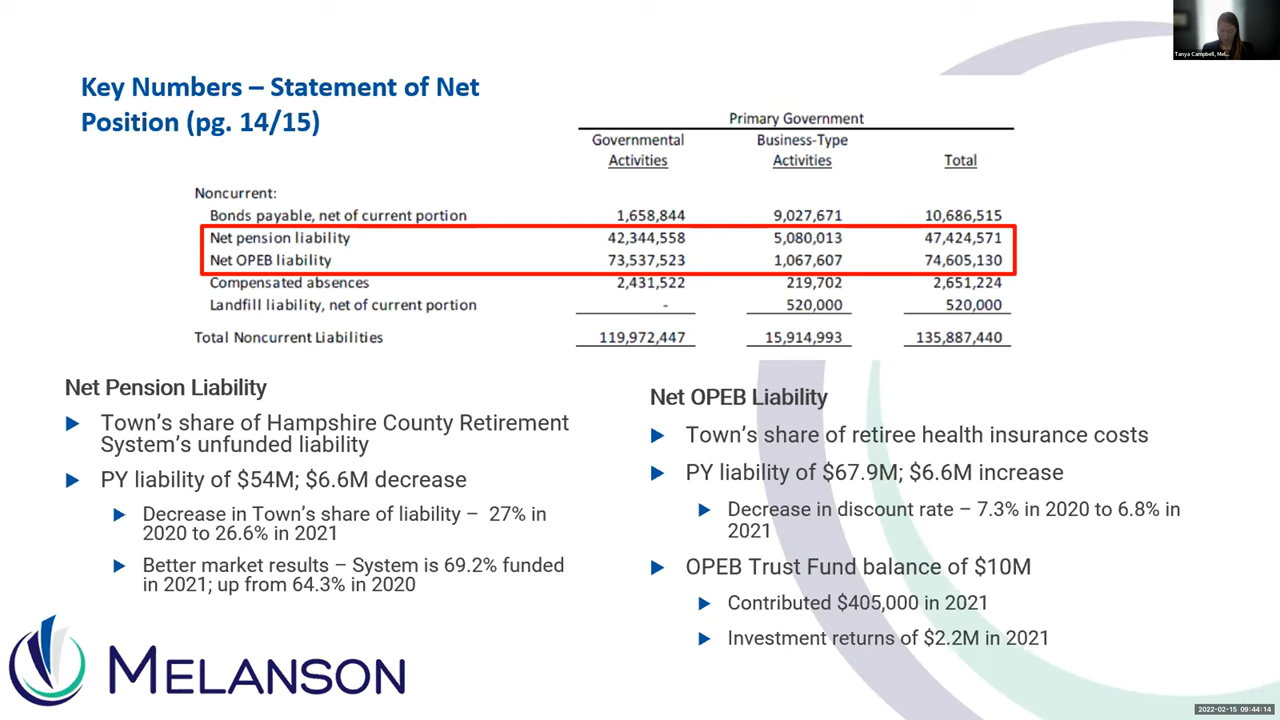 Tanya Campbell, Mel...
Key Numbers – Statement of Net
Position (pg. 14/15)
Primary Government
Governmental Business-Type
Activities Activities Total
Noncurrent:
Bonds payable, net of current portion 1,658,844 9,027,671 10,686,515
Net pension liability 42,344,558 5,080,013 47,424,571
Net OPEB liability 73,537,523 1,067,607 74,605,130
Compensated absences 2,431,522 219,702 2,651,224
Landfill liability, net of current portion - 520,000 520,000
Total Noncurrent Liabilities 119,972,447 15,914,993 135,887,440
Net Pension Liability
Town's share of Hampshire County Retirement
System's unfunded liability
PY liability of $54M; $6.6M decrease
Decrease in Town's share of liability – 27% in
2020 to 26.6% in 2021
Better market results – System is 69.2% funded
in 2021; up from 64.3% in 2020
Net OPEB Liability
Town's share of retiree health insurance costs
PY liability of $67.9M; $6.6M increase
Decrease in discount rate – 7.3% in 2020 to 6.8% in
2021
OPEB Trust Fund balance of $10M
Contributed $405,000 in 2021
Investment returns of $2.2M in 2021
MELANSON
2022-02-15 09:44:14